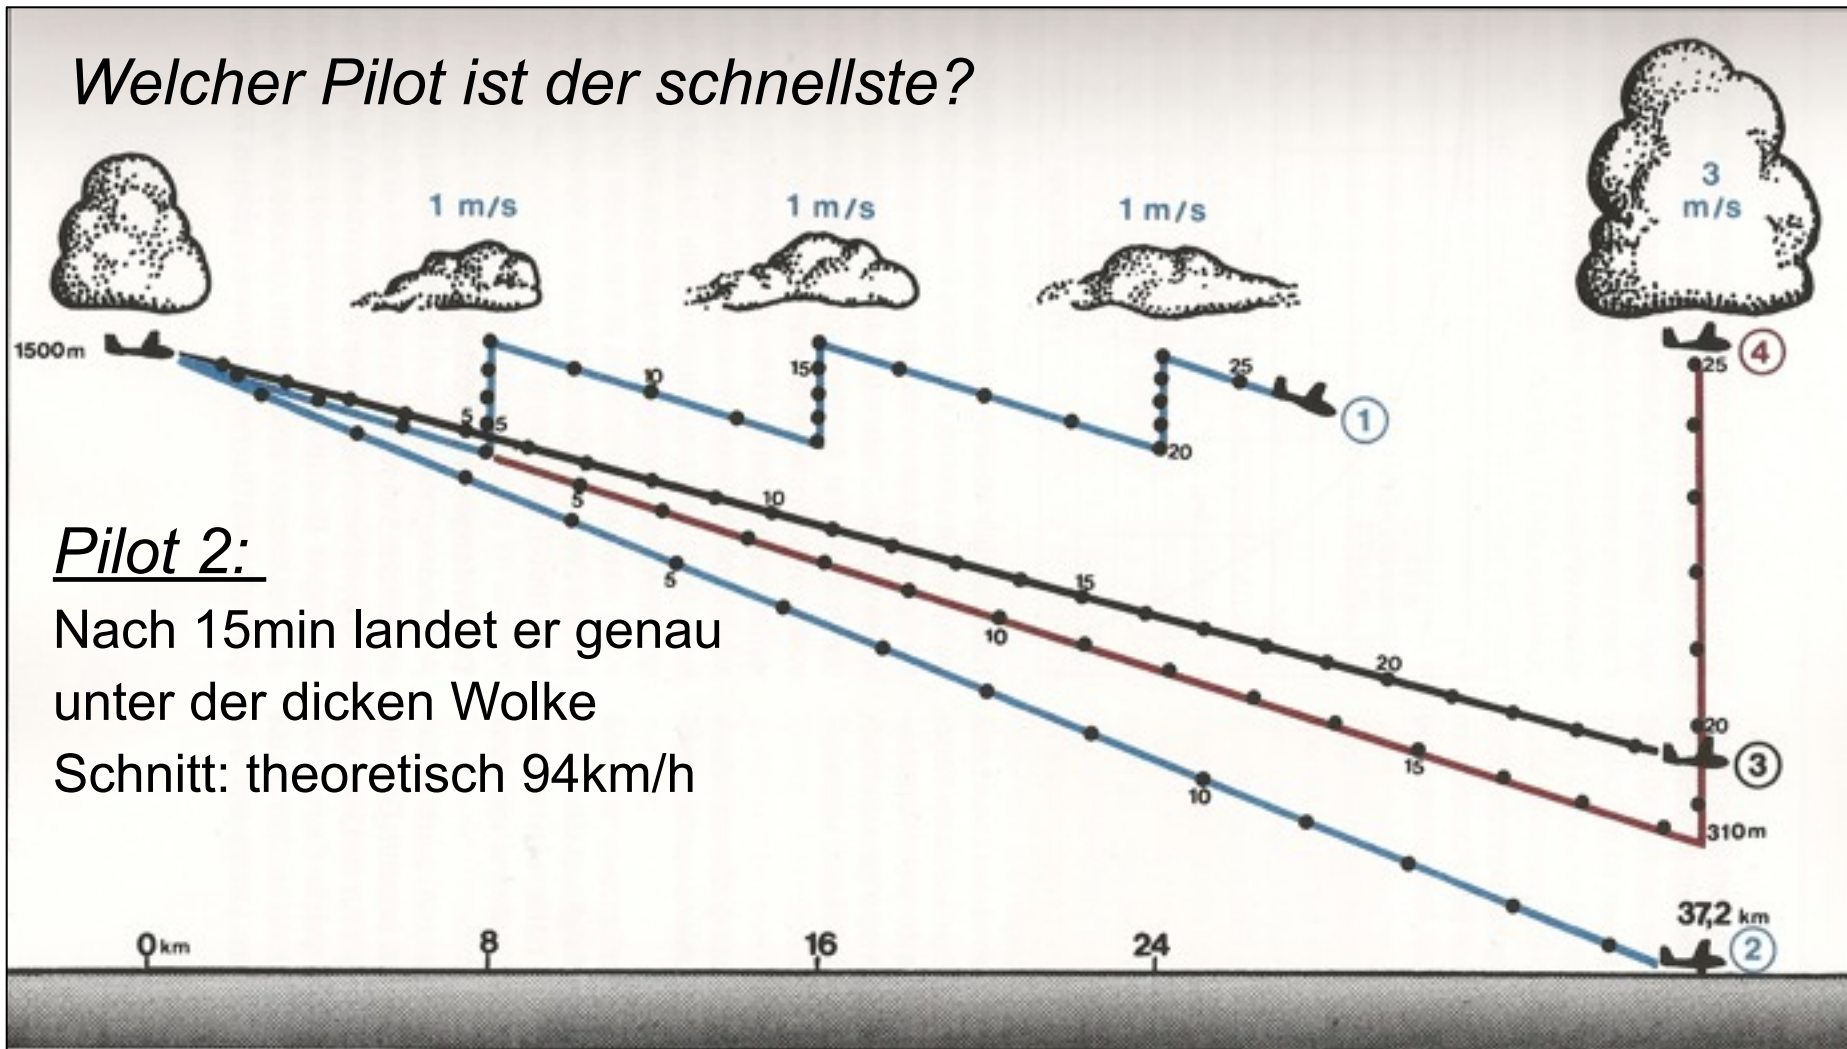 Welcher Pilot ist der schnellste?
1 m/s
1 m/s
1 m/s
3
m/s
1500m
4
25
15
10
25
1
5
5
20
5
10
Pilot 2:
5
15
Nach 15min landet er genau
10
20
unter der dicken Wolke
20
Schnitt: theoretisch 94km/h
15
3
10
310m
37,2 km
0 km
8
16
24
2